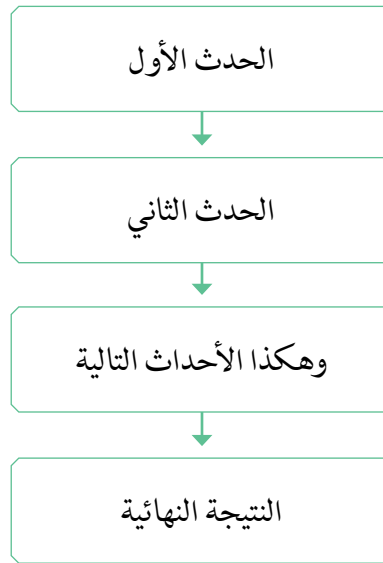 الحدث الأول
الحدث الثاني
وهكذا الأحداث التالية
النتيجة النهائية